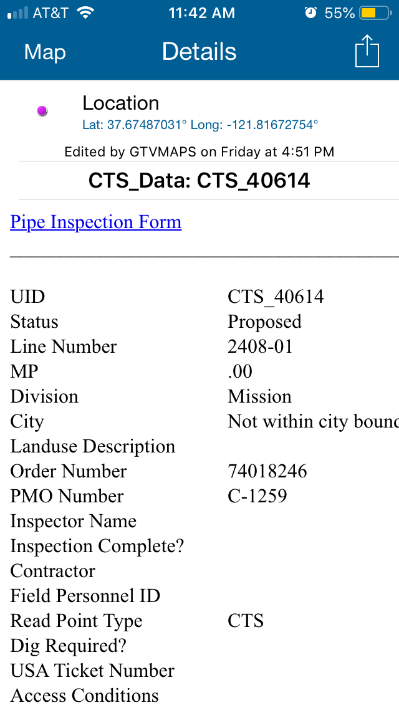 AT&T 11:42 AM 55%
Map Details
Location
Lat: 37.67487031° Long: -121.81672754°
Edited by GTVMAPS on Friday at 4:51 PM
CTS_Data: CTS_40614
Pipe Inspection Form
UID CTS_40614
Status Proposed
Line Number 2408-01
MP .00
Division Mission
City Not within city bounc
Landuse Description
Order Number 74018246
PMO Number C-1259
Inspector Name
Inspection Complete?
Contractor
Field Personnel ID
Read Point Type CTS
Dig Required?
USA Ticket Number
Access Conditions